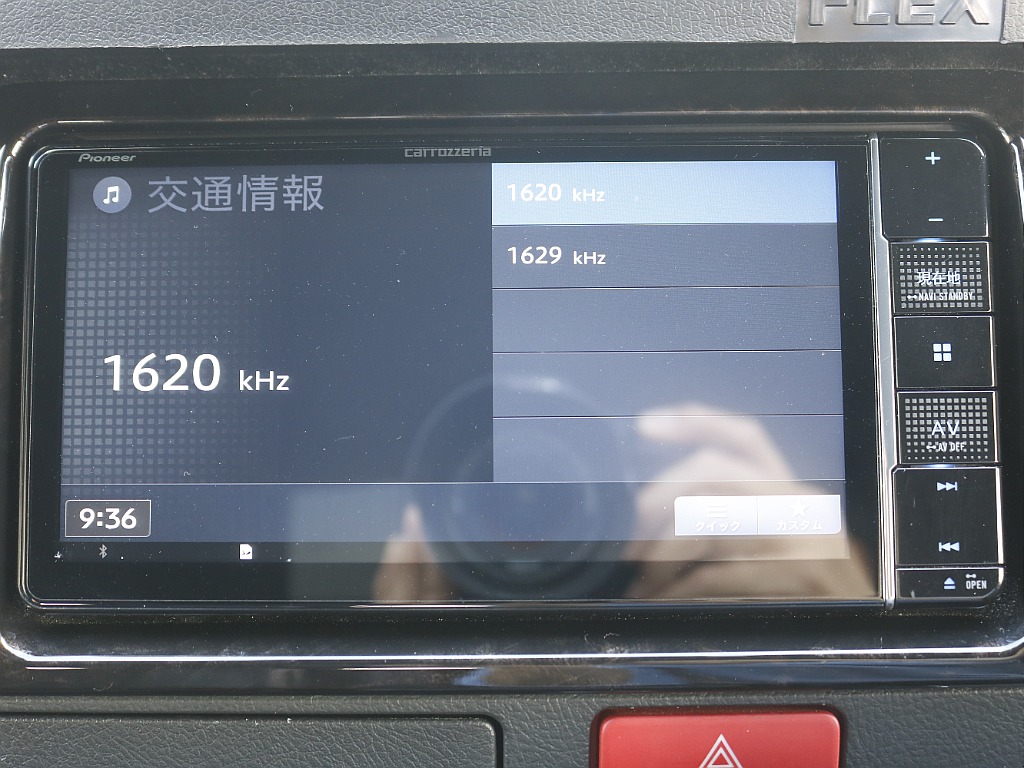 FLEX
Pioneer
carrozzeria
交通情報
1620 kHz
1629 kHz
1620 kHz
9:36
クイック
カスタム
現在地
NAVI STANDBY
AV
AV OFF
OPEN